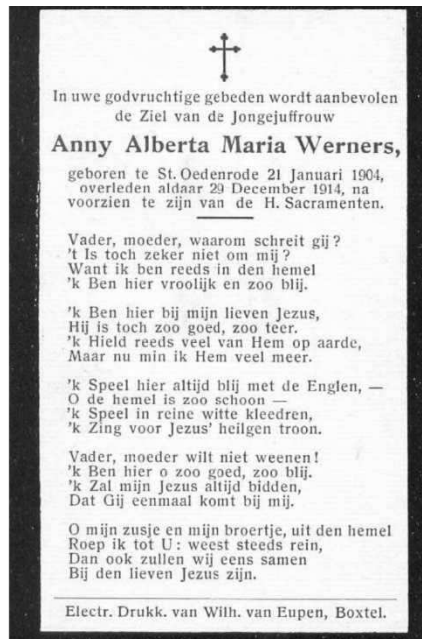 In uwe godvruchtige gebeden wordt aanbevolen
de Ziel van de Jongejuffrouw
Anny Alberta Maria Werners,
geboren te St. Oedenrode 21 Januari 1904,
overleden aldaar 29 December 1914, na
voorzien te zijn van de H. Sacramenten.
Vader, moeder, waarom schreit gij?
't Is toch zeker niet om mij?
Want ik ben reeds in den hemel
'k Ben hier vroolijk en zoo blij.
'k Ben hier bij mijn lieven Jezus,
Hij is toch zoo goed, zoo teer.
'k Hield reeds veel van Hem op aarde,
Maar nu min ik Hem veel meer.
'k Speel hier altijd blij met de Englen, —
O de hemel is zoo schoon —
'k Speel in reine witte kleedren,
'k Zing voor Jezus' heilgen troon.
Vader, moeder wilt niet weenen!
'k Ben hier o zoo goed, zoo blij.
'k Zal mijn Jezus altijd bidden,
Dat Gij eenmaal komt bij mij.
O mijn zusje en mijn broertje, uit den hemel
Roep ik tot U: weest steeds rein,
Dan ook zullen wij eens samen
Bij den lieven Jezus zijn.
Electr. Drukk. van Wilh. van Eupen, Boxtel.